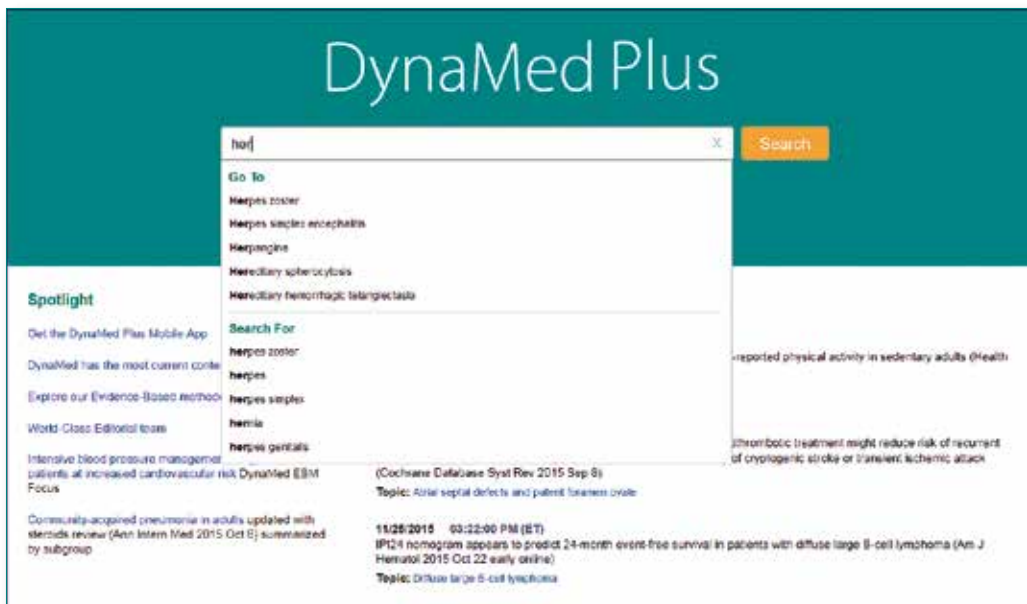 DynaMed Plus
her
X
Search
Go To
Herpes zoster
Herpes simplex encephalitis
Herpangina
Hereditary spherocytosis
Hereditary hemorrhagic telangiectasia
Search For
herpes zoster
herpes
herpes simplex
hernia
herpes genitalis
Spotlight
Get the DynaMed Plus Mobile App
DynaMed has the most current conte
Explore our Evidence-Based method
World-Class Editorial team
Intensive blood pressure managemen
patients at increased cardiovascular risk DynaMed EBM
Focus
Community-acquired pneumonia in adults updated with
steroids review (Ann Intern Med 2015 Oct 6) summarized
by subgroup
-reported physical activity in sedentary adults (Health
thrombotic treatment might reduce risk of recurrent
of cryptogenic stroke or transient ischemic attack
(Cochrane Database Syst Rev 2015 Sep 8)
Topic: Atrial septal defects and patent foramen ovale
11/25/2015 03:22:00 PM (ET)
IPI24 nomogram appears to predict 24-month event-free survival in patients with diffuse large B-cell lymphoma (Am J
Hematol 2015 Oct 22 early online)
Topic: Diffuse large B-cell lymphoma